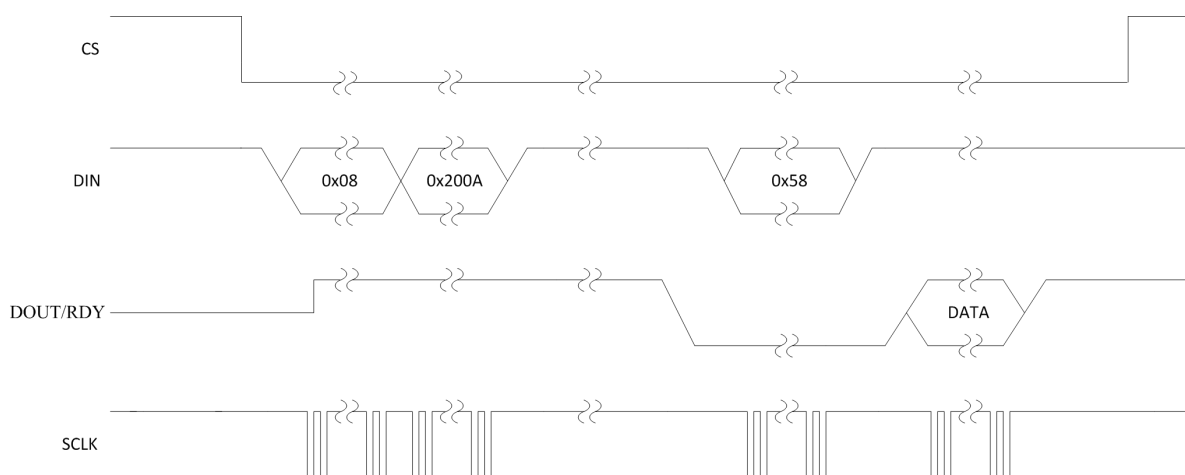 CS
DIN
0x08
0x200A
0x58
DOUT/RDY
DATA
SCLK